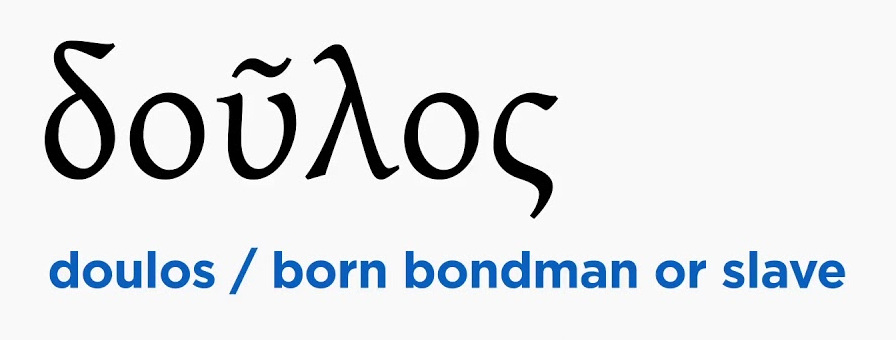 δοῦλος
doulos / born bondman or slave